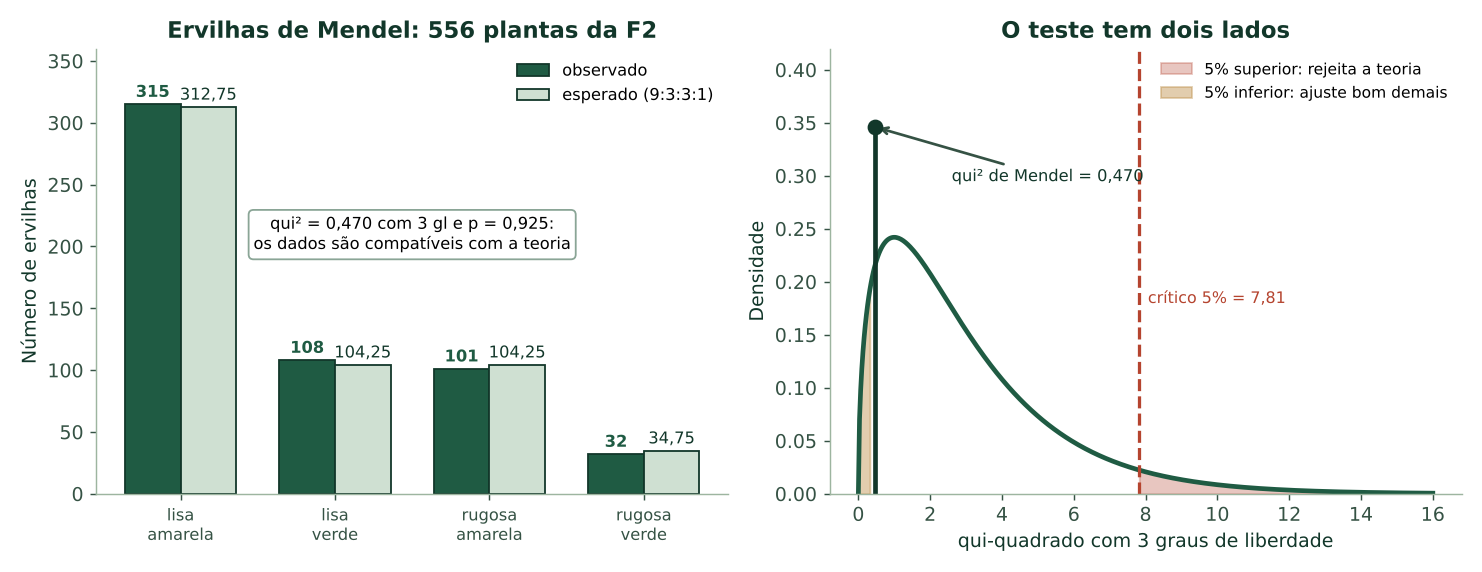 Ervilhas de Mendel: 556 plantas da F2
Número de ervilhas
350
300
250
200
150
100
50
0
observado
esperado (9:3:3:1)
315
312,75
108
104,25
101
104,25
32
34,75
qui² = 0,470 com 3 gl e p = 0,925:
os dados são compatíveis com a teoria
lisa
amarela
lisa
verde
rugosa
amarela
rugosa
verde
O teste tem dois lados
Densidade
0.40
0.35
0.30
0.25
0.20
0.15
0.10
0.05
0.00
5% superior: rejeita a teoria
5% inferior: ajuste bom demais
qui² de Mendel = 0,470
crítico 5% = 7,81
0
2
4
6
8
10
12
14
16
qui-quadrado com 3 graus de liberdade